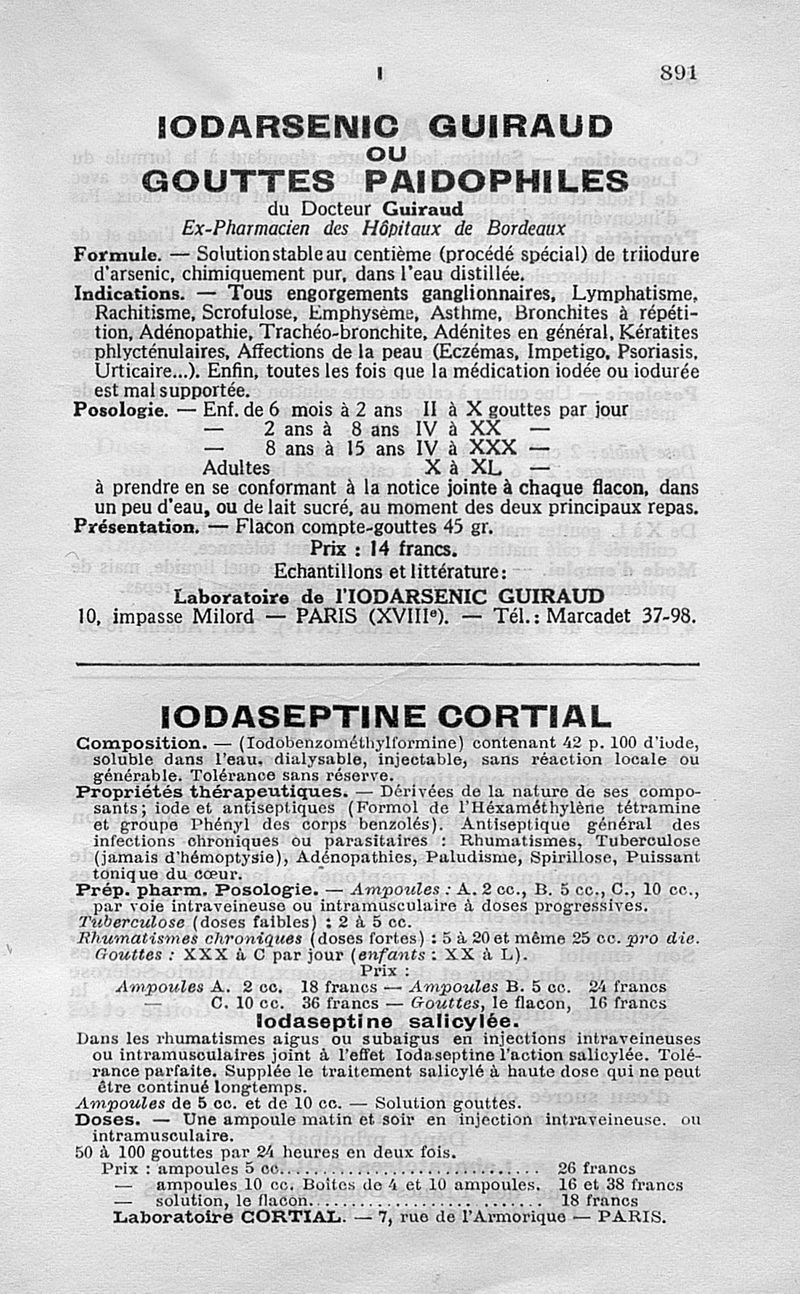 I 891
IODARSENIC GUIRAUD
OU
GOUTTES PAIDOPHILES
du Docteur Guiraud
Ex-Pharmacien des Hôpitaux de Bordeaux
Formule. — Solution stable au centième (procédé spécial) de triiodure
d'arsenic, chimiquement pur, dans l'eau distillée.
Indications. — Tous engorgements ganglionnaires, Lymphatisme,
Rachitisme, Scrofulose, Emphysème, Asthme, Bronchites à répéti-
tion, Adénopathie, Trachéo-bronchite, Adénites en général, Kératites
phlycténulaires, Affections de la peau (Eczémas, Impetigo, Psoriasis,
Urticaire...). Enfin, toutes les fois que la médication iodée ou iodurée
est mal supportée.
Posologie. — Enf. de 6 mois à 2 ans II à X gouttes par jour
— 2 ans à 8 ans IV à XX —
— 8 ans à 15 ans IV à XXX —
Adultes X à XL —
à prendre en se conformant à la notice jointe à chaque flacon, dans
un peu d'eau, ou de lait sucré, au moment des deux principaux repas.
Présentation. — Flacon compte-gouttes 45 gr.
Prix : 14 francs.
Echantillons et littérature :
Laboratoire de l'IODARSENIC GUIRAUD
10, impasse Milord — PARIS (XVIIIe). — Tél. : Marcadet 37-98.
IODASEPTINE CORTIAL
Composition. — (Iodobenzométhylformine) contenant 42 p. 100 d'iode,
soluble dans l'eau, dialysable, injectable, sans réaction locale ou
générable. Tolérance sans réserve.
Propriétés thérapeutiques. — Dérivées de la nature de ses compo-
sants ; iode et antiseptiques (Formol de l'Héxaméthylène tétramine
et groupe Phényl des corps benzolés). Antiseptique général des
infections chroniques ou parasitaires : Rhumatismes, Tuberculose
(jamais d'hémoptysie), Adénopathies, Paludisme, Spirillose, Puissant
tonique du cœur.
Prép. pharm. Posologie. — Ampoules : A. 2 cc., B. 5 cc., C., 10 cc.,
par voie intraveineuse ou intramusculaire à doses progressives.
Tuberculose (doses faibles) : 2 à 5 cc.
Rhumatismes chroniques (doses fortes) : 5 à 20 et même 25 cc. pro die.
Gouttes : XXX à C par jour (enfants : XX à L).
Prix :
Ampoules A. 2 cc. 18 francs — Ampoules B. 5 cc. 24 francs
— C. 10 cc. 36 francs — Gouttes, le flacon, 16 francs
Iodaseptine salicylée.
Dans les rhumatismes aigus ou subaigus en injections intraveineuses
ou intramusculaires joint à l'effet Iodaseptine l'action salicylée. Tolé-
rance parfaite. Supplée le traitement salicylé à haute dose qui ne peut
être continué longtemps.
Ampoules de 5 cc. et de 10 cc. — Solution gouttes.
Doses. — Une ampoule matin et soir en injection intraveineuse. ou
intramusculaire.
50 à 100 gouttes par 24 heures en deux fois.
Prix : ampoules 5 cc............................ 26 francs
— ampoules 10 cc. Boîtes de 4 et 10 ampoules. 16 et 38 francs
— solution, le flacon......................... 18 francs
Laboratoire CORTIAL. — 7, rue de l'Armorique — PARIS.